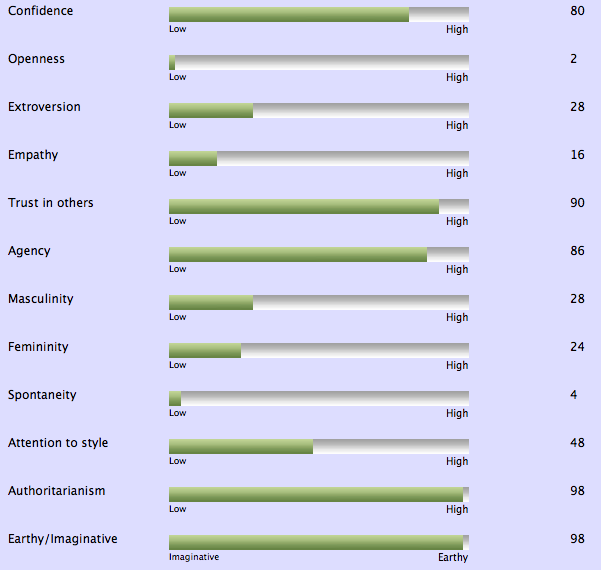 Confidence 80
Low High
Openness 2
Low High
Extroversion 28
Low High
Empathy 16
Low High
Trust in others 90
Low High
Agency 86
Low High
Masculinity 28
Low High
Femininity 24
Low High
Spontaneity 4
Low High
Attention to style 48
Low High
Authoritarianism 98
Low High
Earthy/Imaginative 98
Imaginative Earthy